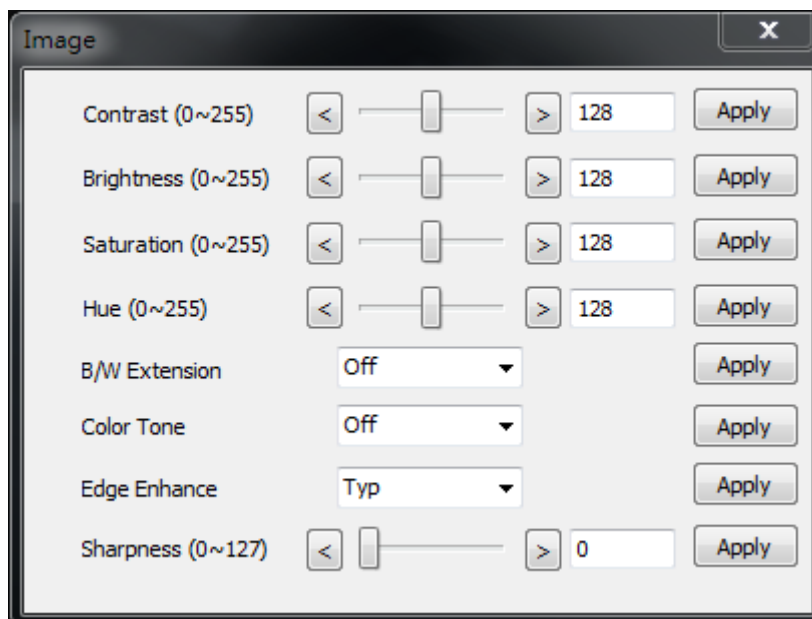 Image x
Contrast (0~255) < > 128 Apply
Brightness (0~255) < > 128 Apply
Saturation (0~255) < > 128 Apply
Hue (0~255) < > 128 Apply
B/W Extension Off Apply
Color Tone Off Apply
Edge Enhance Typ Apply
Sharpness (0~127) < > 0 Apply